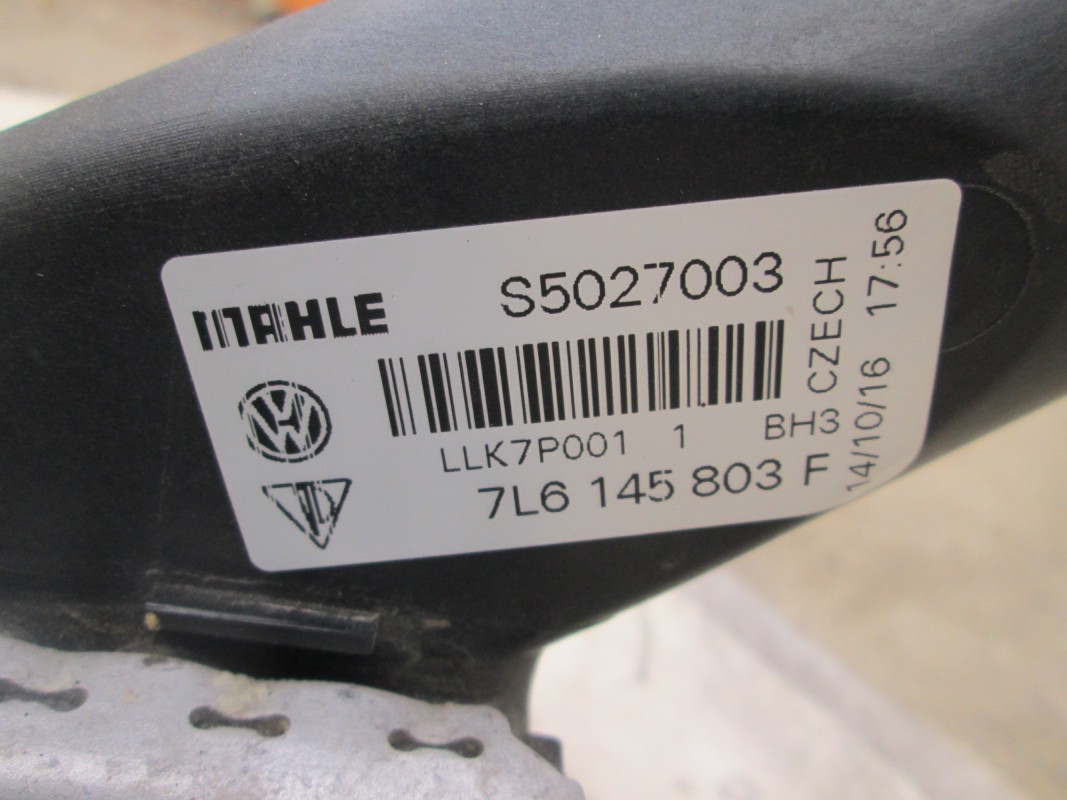 MAHLE
S5027003
LLK7P001 1 BH3
7L6 145 803 F
CZECH
14/10/16 17:56